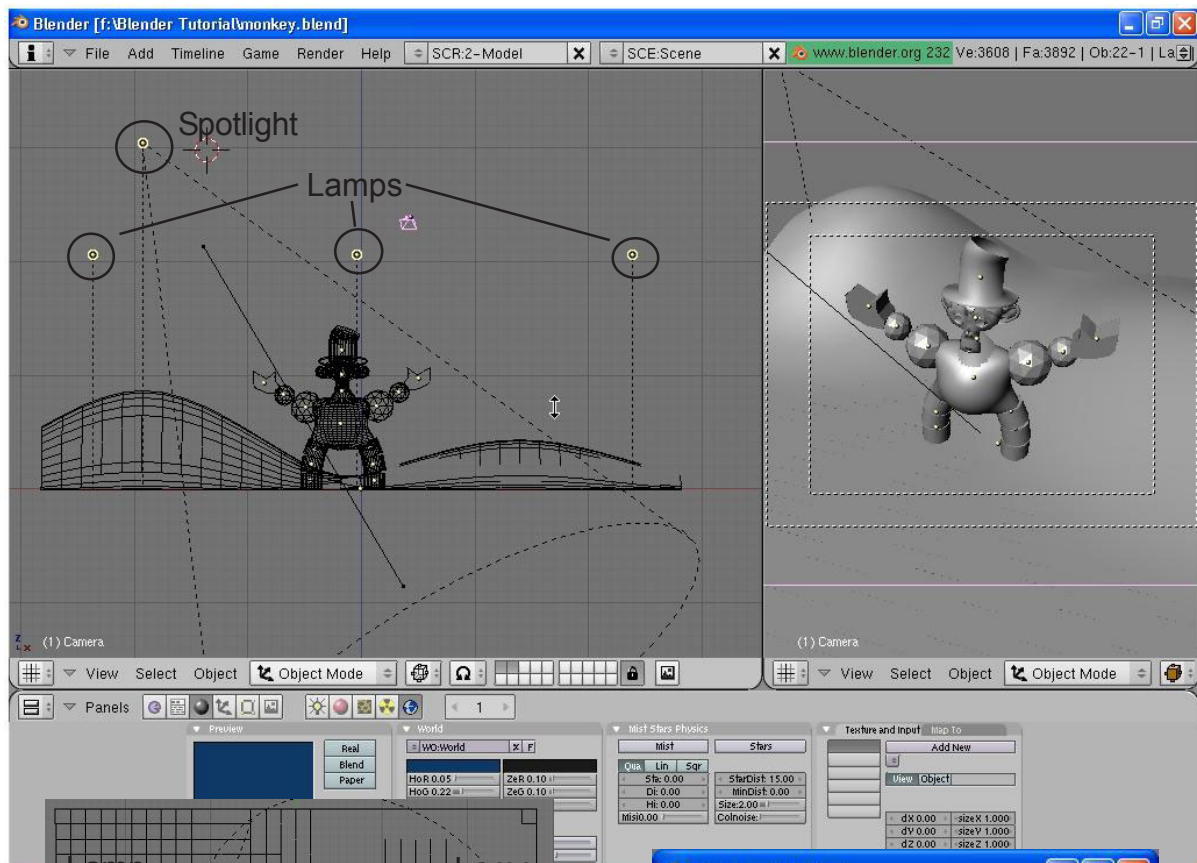 Blender [f:\Blender Tutorial\monkey.blend]
File Add Timeline Game Render Help SCR:2-Model SCE:Scene www.blender.org 232 Ve:3608 | Fa:3892 | Ob:22-1 | La
Spotlight
Lamps
z
x
(1) Camera
(1) Camera
View Select Object Object Mode
View Select Object Object Mode
Panels 1
Preview
Real
Blend
Paper
World
WO:World X F
HoR 0.05 ZeR 0.10
HoG 0.22 ZeG 0.10
Mist Stars Physics
Mist Stars
Qua Lin Sqr
Sta: 0.00 StarDist: 15.00
Di: 0.00 MinDist: 0.00
Hi: 0.00 Size:2.00
Misi0.00 Colnoise:
Texture and Input Map To
Add New
View Object
dX 0.00 sizeX 1.000
dY 0.00 sizeY 1.000
dZ 0.00 sizeZ 1.000